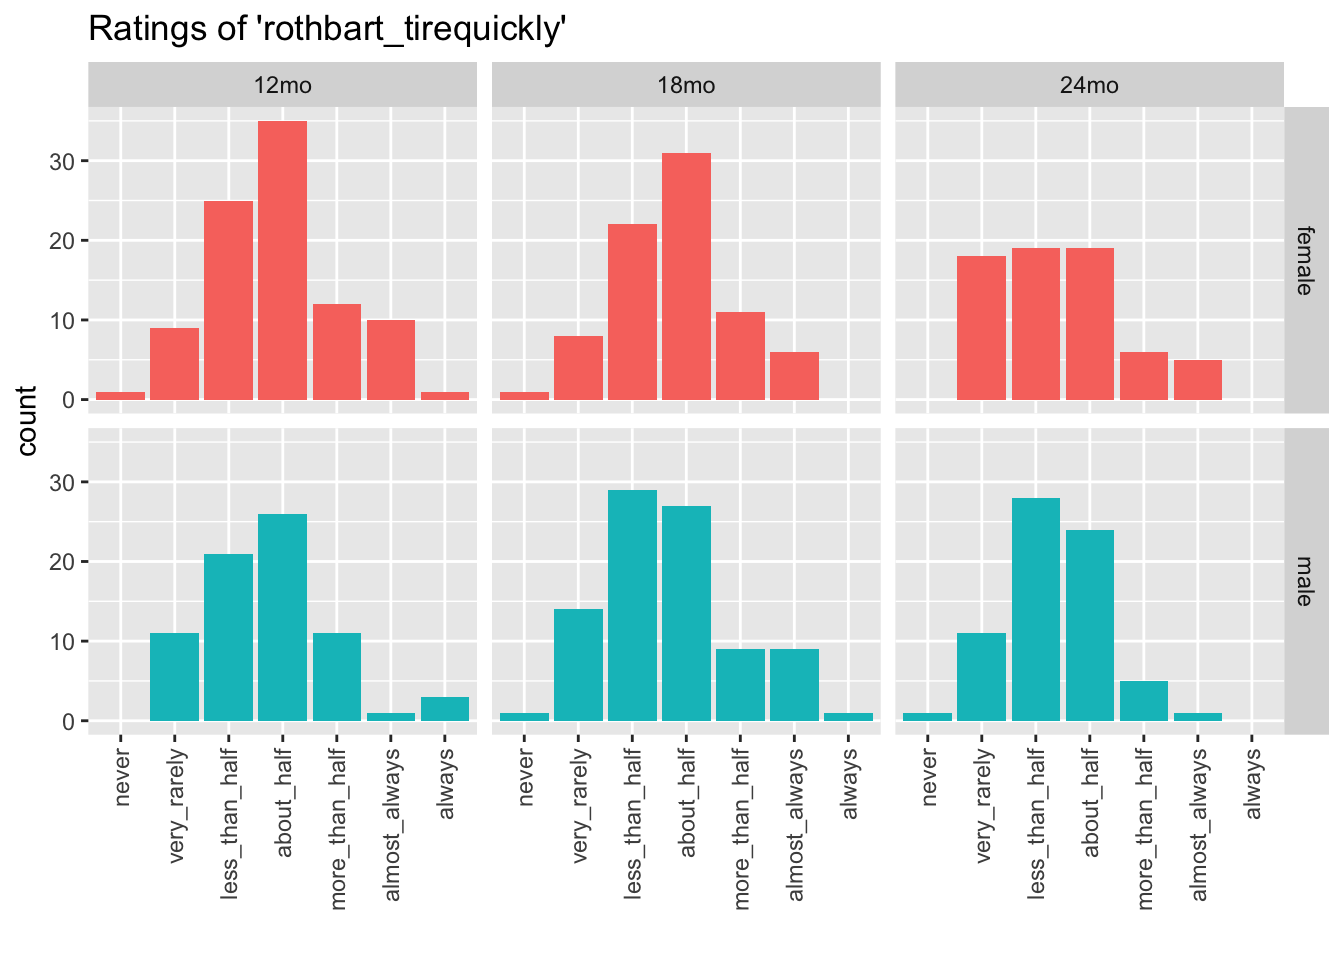 Ratings of 'rothbart_tirequickly'
12mo
18mo
24mo
count
30
20
10
0
female
30
20
10
0
male
never
very_rarely
less_than_half
about_half
more_than_half
almost_always
always
never
very_rarely
less_than_half
about_half
more_than_half
almost_always
always
never
very_rarely
less_than_half
about_half
more_than_half
almost_always
always